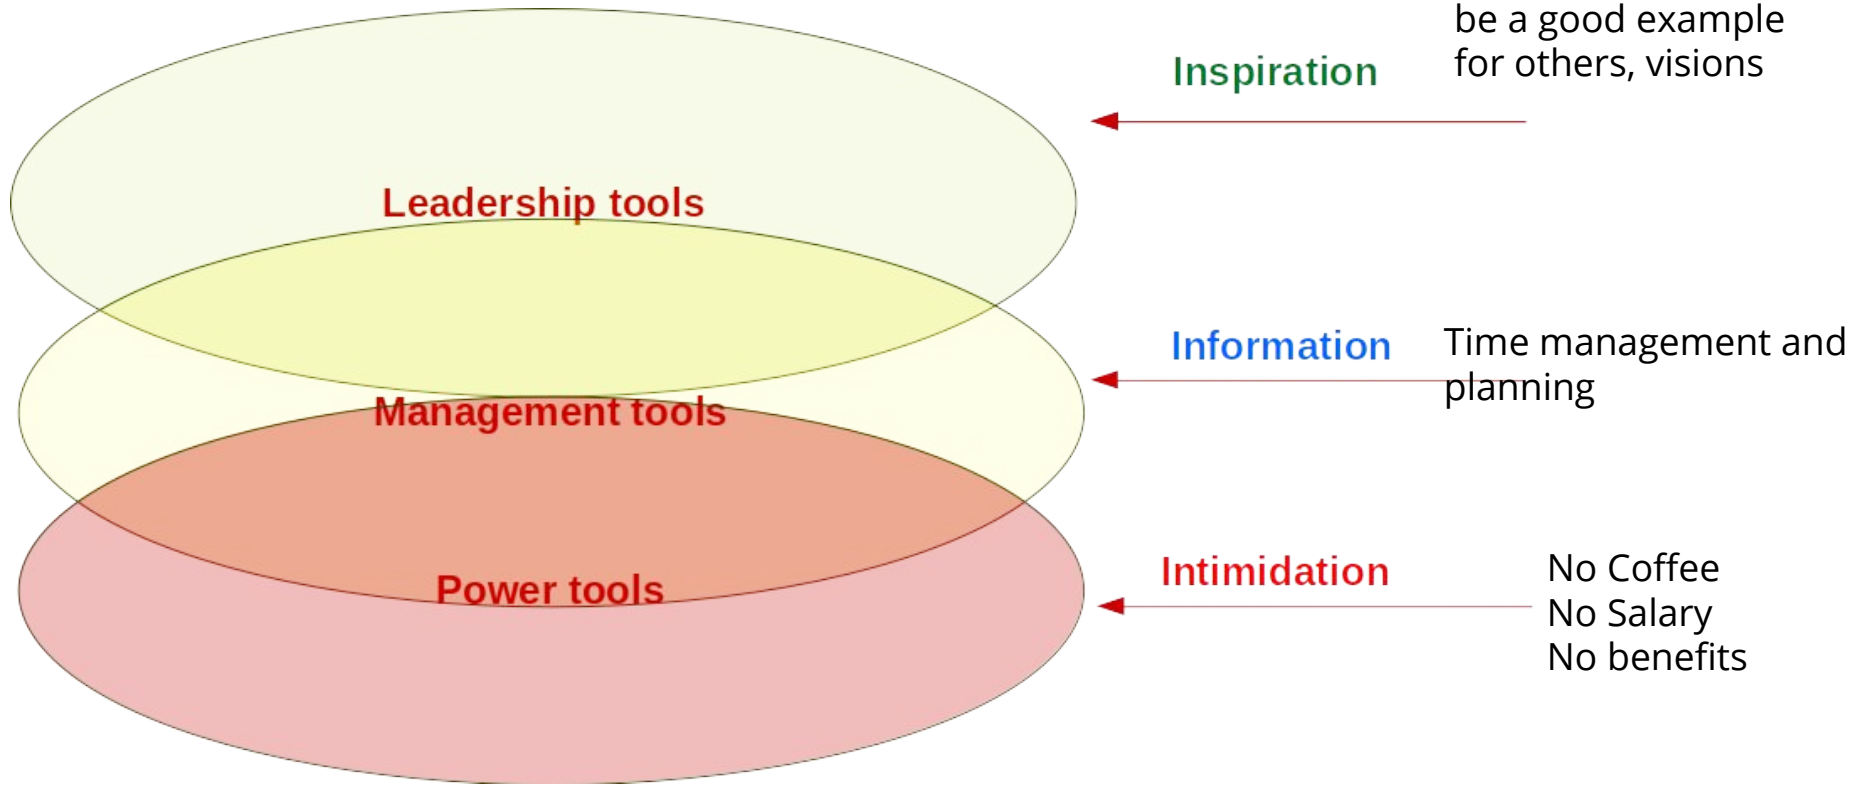 be a good example
for others, visions
Inspiration
Leadership tools
Information
Time management and
planning
Management tools
Intimidation
No Coffee
No Salary
No benefits
Power tools